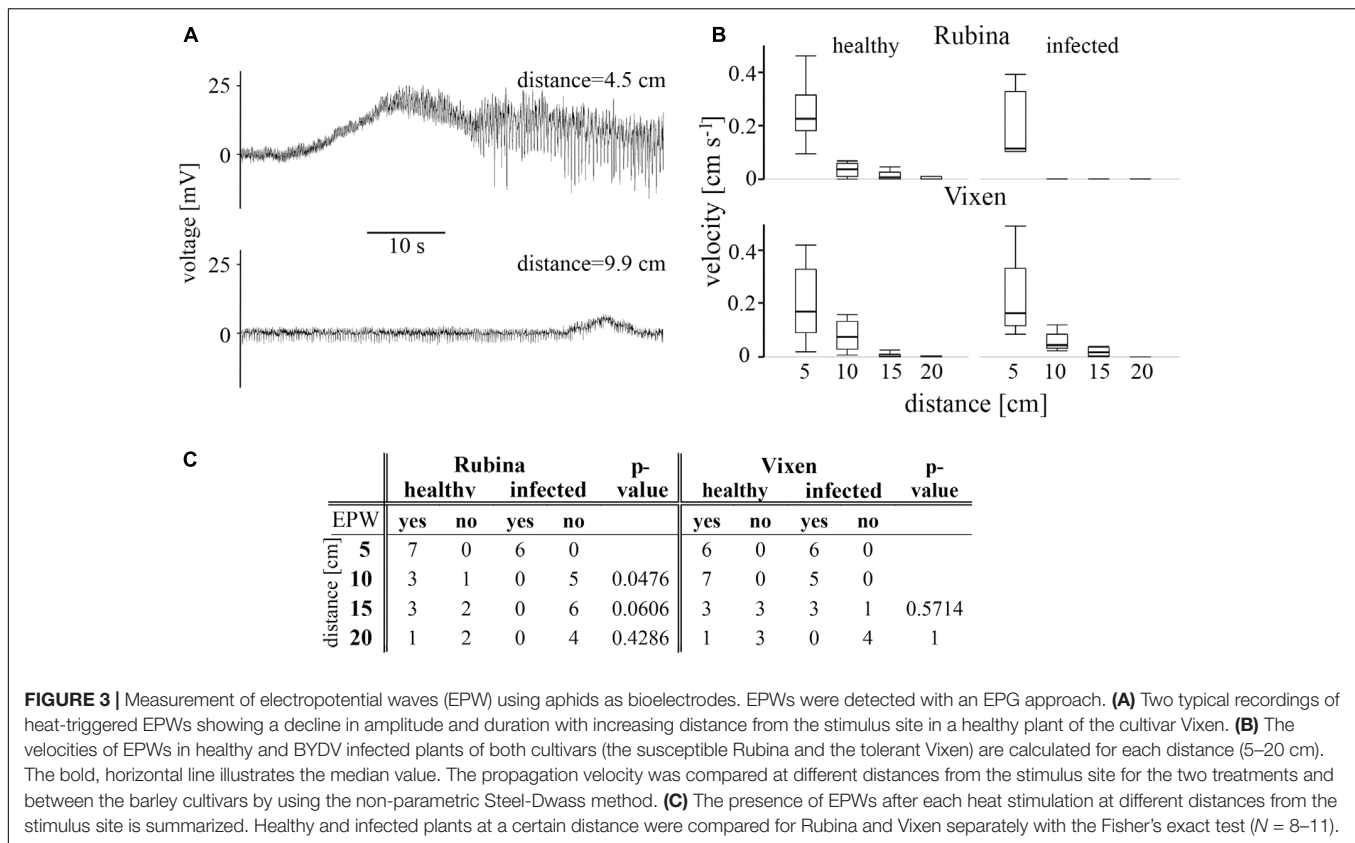 A
25
0
distance=4.5 cm
10 s
25
0
distance=9.9 cm
voltage [mV]
B
Rubina
healthy infected
0.4
0.2
0
Vixen
0.4
0.2
0
velocity [cm s⁻¹]
5 10 15 20 5 10 15 20
distance [cm]
C
Rubina p-value Vixen p-value
healthy infected healthy infected
EPW yes no yes no yes no yes no
distance [cm]
5 7 0 6 0 6 0 6 0
10 3 1 0 5 0.0476 7 0 5 0
15 3 2 0 6 0.0606 3 3 3 1 0.5714
20 1 2 0 4 0.4286 1 3 0 4 1
FIGURE 3 | Measurement of electropotential waves (EPW) using aphids as bioelectrodes. EPWs were detected with an EPG approach. (A) Two typical recordings of
heat-triggered EPWs showing a decline in amplitude and duration with increasing distance from the stimulus site in a healthy plant of the cultivar Vixen. (B) The
velocities of EPWs in healthy and BYDV infected plants of both cultivars (the susceptible Rubina and the tolerant Vixen) are calculated for each distance (5–20 cm).
The bold, horizontal line illustrates the median value. The propagation velocity was compared at different distances from the stimulus site for the two treatments and
between the barley cultivars by using the non-parametric Steel-Dwass method. (C) The presence of EPWs after each heat stimulation at different distances from the
stimulus site is summarized. Healthy and infected plants at a certain distance were compared for Rubina and Vixen separately with the Fisher's exact test (N = 8–11).